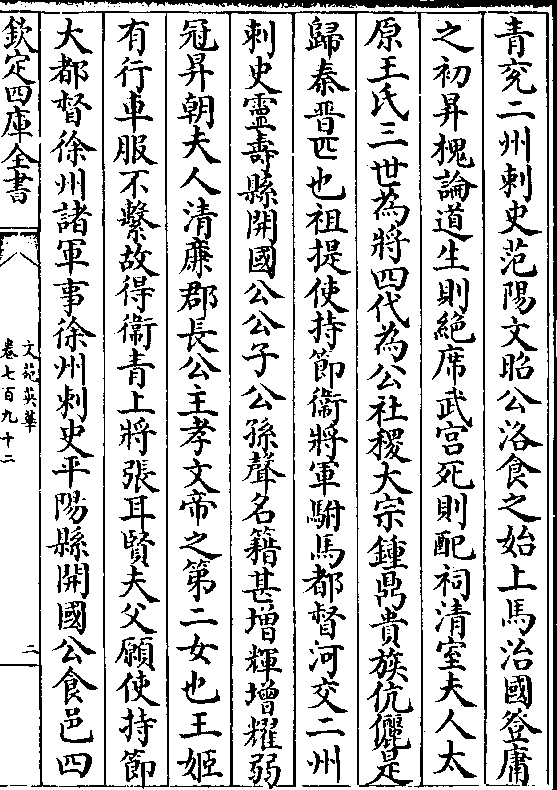 青兖二州刺史范陽文昭公洛食之始上馬治國登庸
之初昇槐論道生則絶席武宫死則配祠清室夫人太
原王氏三世為將四代為公社稷大宗鍾鼎貴族伉儷是
歸秦晋匹也祖提使持節衞將軍駙馬都督河交二州
刺史靈壽縣開國公公子公孫聲名籍甚増輝増耀弱
冠昇朝夫人清廉郡長公主孝文帝之第二女也王姬
有行車服不繫故得衞青上將張耳賢夫父願使持節
大都督徐州諸軍事徐州刺史平陽縣開國公食邑四
欽定四庫全書
文苑英華
卷七百九十二
二